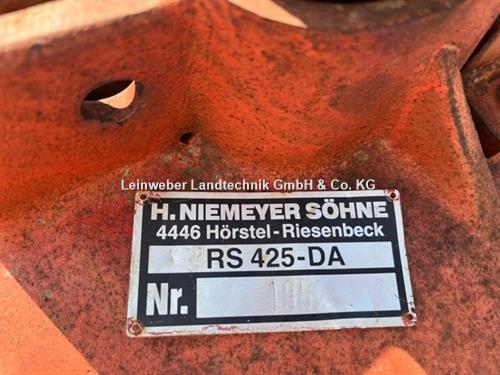 Leinweber Landtechnik GmbH & Co. KG
H. NIEMEYER SÖHNE
4446 Hörstel-Riesenbeck
RS 425-DA
Nr.